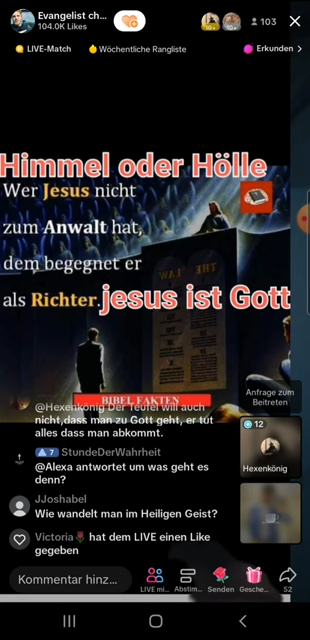 Evangelist ch...
104.0K Likes
10+
10+
103
LIVE-Match
Wöchentliche Rangliste
Erkunden
Himmel oder Hölle
Wer Jesus nicht
zum Anwalt hat,
dem begegnet er
als Richter.
jesus ist Gott
THE LAW
BIBEL FAKTEN
Anfrage zum
Beitreten
@Hexenkönig Der Teufel will auch
nicht,dass man zu Gott geht, er tut
alles dass man abkommt.
7 StundeDerWahrheit
@Alexa antwortet um was geht es
denn?
JJoshabel
Wie wandelt man im Heiligen Geist?
Victoria🌷 hat dem LIVE einen Like
gegeben
12
Hexenkönig
Kommentar hinz...
LIVE mi...
Abstim...
Senden
Gesche...
52